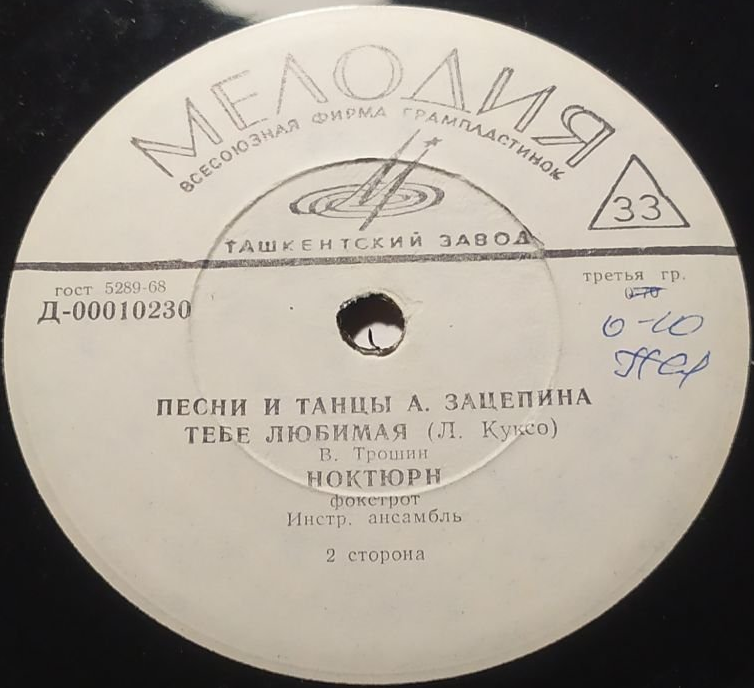 МЕЛОДИЯ
ВСЕСОЮЗНАЯ ФИРМА ГРАМПЛАСТИНОК
33
ТАШКЕНТСКИЙ ЗАВОД
гост 5289-68
Д-00010230
третья гр.
0-70
0-10
ПЕСНИ И ТАНЦЫ А. ЗАЦЕПИНА
ТЕБЕ ЛЮБИМАЯ (Л. Куксо)
В. Трошин
НОКТЮРН
фокстрот
Инстр. ансамбль
2 сторона